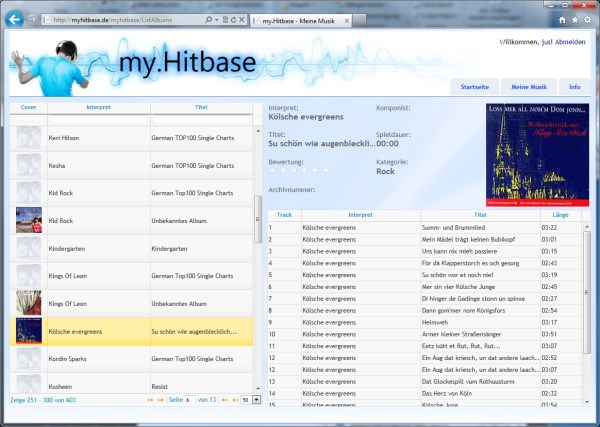 http://myhitbase.de/myhitbase/ListAlbums
my.Hitbase - Meine Musik
Willkommen, jus! Abmelden
my.Hitbase
Startseite Meine Musik Info
Cover Interpret Titel
Keri Hilson German TOP100 Single Charts
Kesha German Top100 Single Charts
Kid Rock German Top100 Single Charts
Kid Rock Unbekanntes Album
Kindergarten Kindergarten
Kings Of Leon German Top100 Single Charts
Kings Of Leon Unbekanntes Album
Kölsche evergreens Su schön wie augenblecklich...
Kordin Sparks German Top100 Single Charts
Kosheen Resist
Zeige 251 - 300 von 603 Seite 6 von 13 50
Interpret: Komponist:
Kölsche evergreens
Titel: Spieldauer:
Su schön wie augenbleckli... 00:00
Bewertung: Kategorie:
Rock
Archivnummer:
Loss mer all noh'm Dom jonn...
Track Interpret Titel Länge
1 Kölsche evergreens Summ- und Brummlied 03:22
2 Kölsche evergreens Mein Mädel trägt keinen Bubikopf 03:01
3 Kölsche evergreens Uns kann nix mieh passiere 03:15
4 Kölsche evergreens För dä Klapperstorch es och gesorg 02:43
5 Kölsche evergreens Su schön wor et noch nie! 03:19
6 Kölsche evergreens Mer sin vier Kölsche Junge 02:45
7 Kölsche evergreens Di hinger de Gadinge stonn un spinxe 02:27
8 Kölsche evergreens Dann gom'mer nom Königsfors 02:54
9 Kölsche evergreens Heimweh 03:17
10 Kölsche evergreens Armer kleiner Straßensänger 03:51
11 Kölsche evergreens Eetz kütt et Rut, Rut, Rut... 03:07
12 Kölsche evergreens Ein Aug dat kriesch, un dat andere laach... 02:52
12 Kölsche evergreens Ein Aug dat kriesch, un dat andere laach... 03:21
13 Kölsche evergreens Dat Glockespill vum Rothuusturm 03:20
14 Kölsche evergreens Das Herz von Köln 02:32
15 Kölsche evergreens Kölsche Jung 03:54